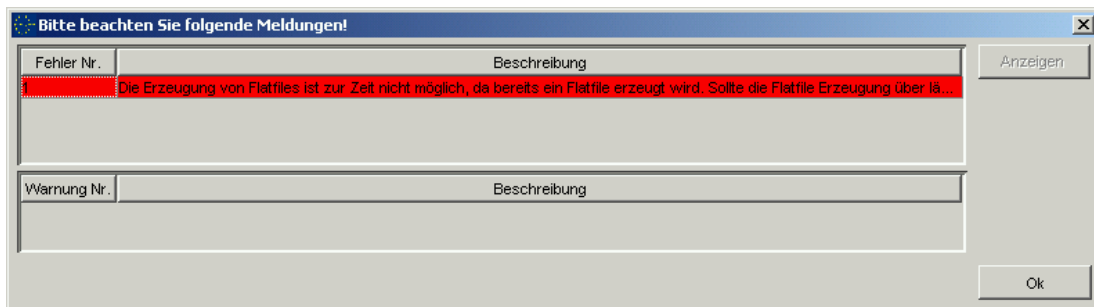 Bitte beachten Sie folgende Meldungen!
Fehler Nr. Beschreibung Anzeigen
1 Die Erzeugung von Flatfiles ist zur Zeit nicht möglich, da bereits ein Flatfile erzeugt wird. Sollte die Flatfile Erzeugung über lä...
Warnung Nr. Beschreibung
Ok